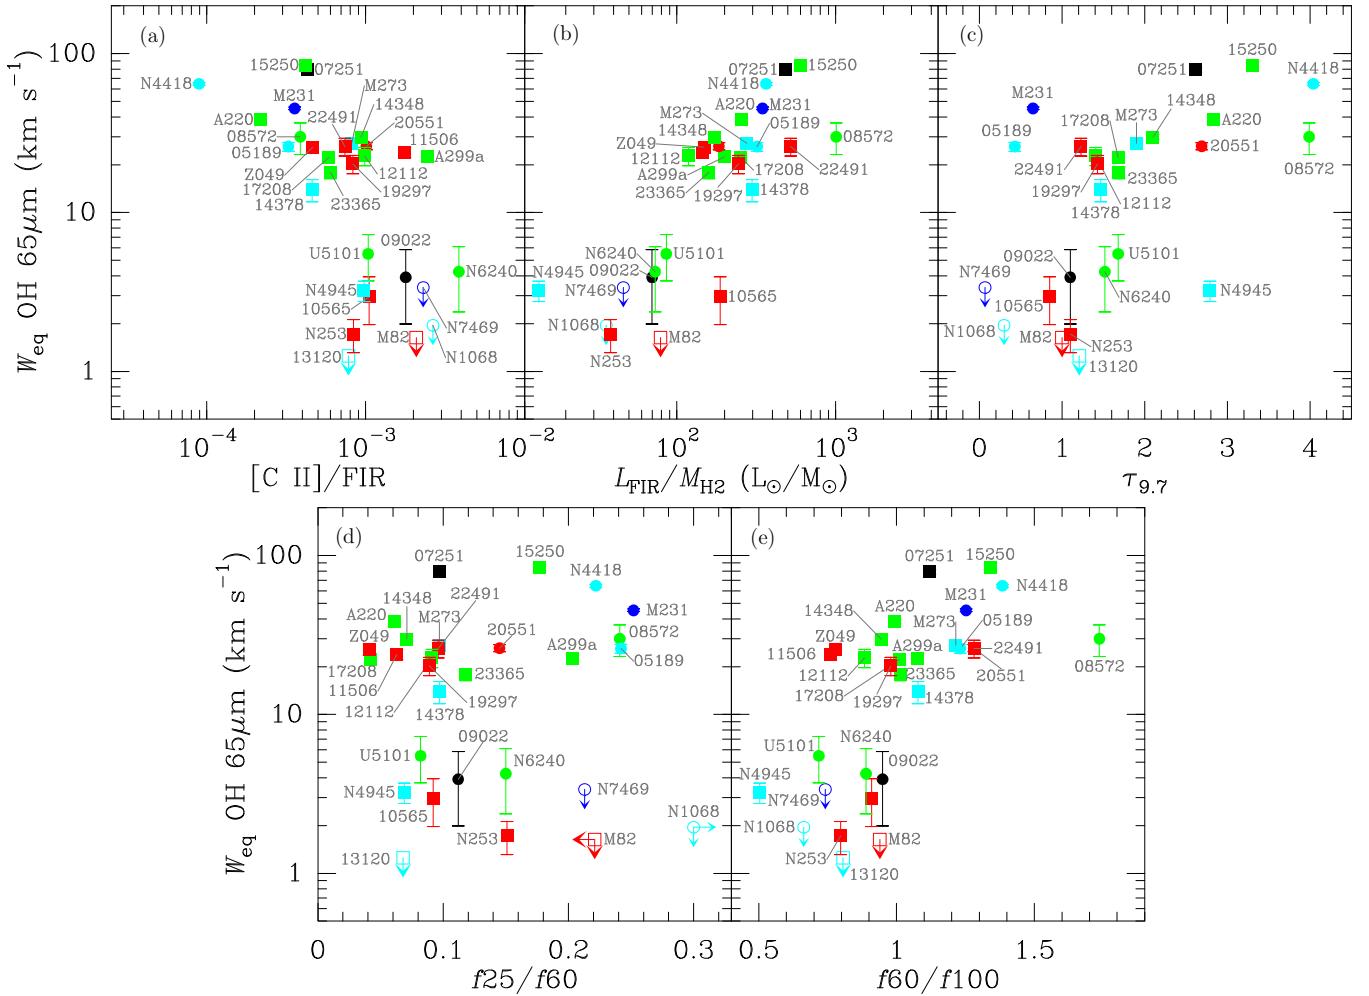 (a)
W_eq OH 65μm (km s⁻¹)
100
10
1
15250
07251
N4418
M273
M231
22491
14348
A220
20551
08572
11506
05189
A299a
Z049
12112
17208
19297
14378
23365
09022
U5101
N6240
N4945
10565
N7469
N253
M82
N1068
13120
10⁻⁴
10⁻³
10⁻²
[C II]/FIR
(b)
07251
15250
N4418
A220
M231
M273
05189
14348
08572
Z049
12112
A299a
17208
22491
23365
19297
14378
N6240
U5101
N4945
09022
N7469
10565
N1068
M82
N253
10²
10³
L_FIR/M_H2 (L_⊙/M_⊙)
(c)
15250
07251
N4418
M231
14348
M273
17208
A220
05189
20551
08572
22491
19297
23365
12112
14378
U5101
09022
N7469
N6240
N4945
10565
N1068
M82
N253
13120
0
1
2
3
4
τ_9.7
(d)
W_eq OH 65μm (km s⁻¹)
100
10
1
07251
15250
N4418
22491
14348
M273
M231
A220
20551
08572
Z049
A299a
05189
17208
23365
11506
19297
12112
14378
09022
U5101
N6240
N4945
N7469
10565
N1068
N253
M82
13120
0
0.1
0.2
0.3
f25/f60
(e)
07251
15250
M231
A220
M273
05189
14348
Z049
A299a
22491
11506
08572
12112
23365
20551
17208
19297
14378
U5101
N6240
09022
N4945
N7469
N1068
M82
N253
13120
0.5
1
1.5
f60/f100